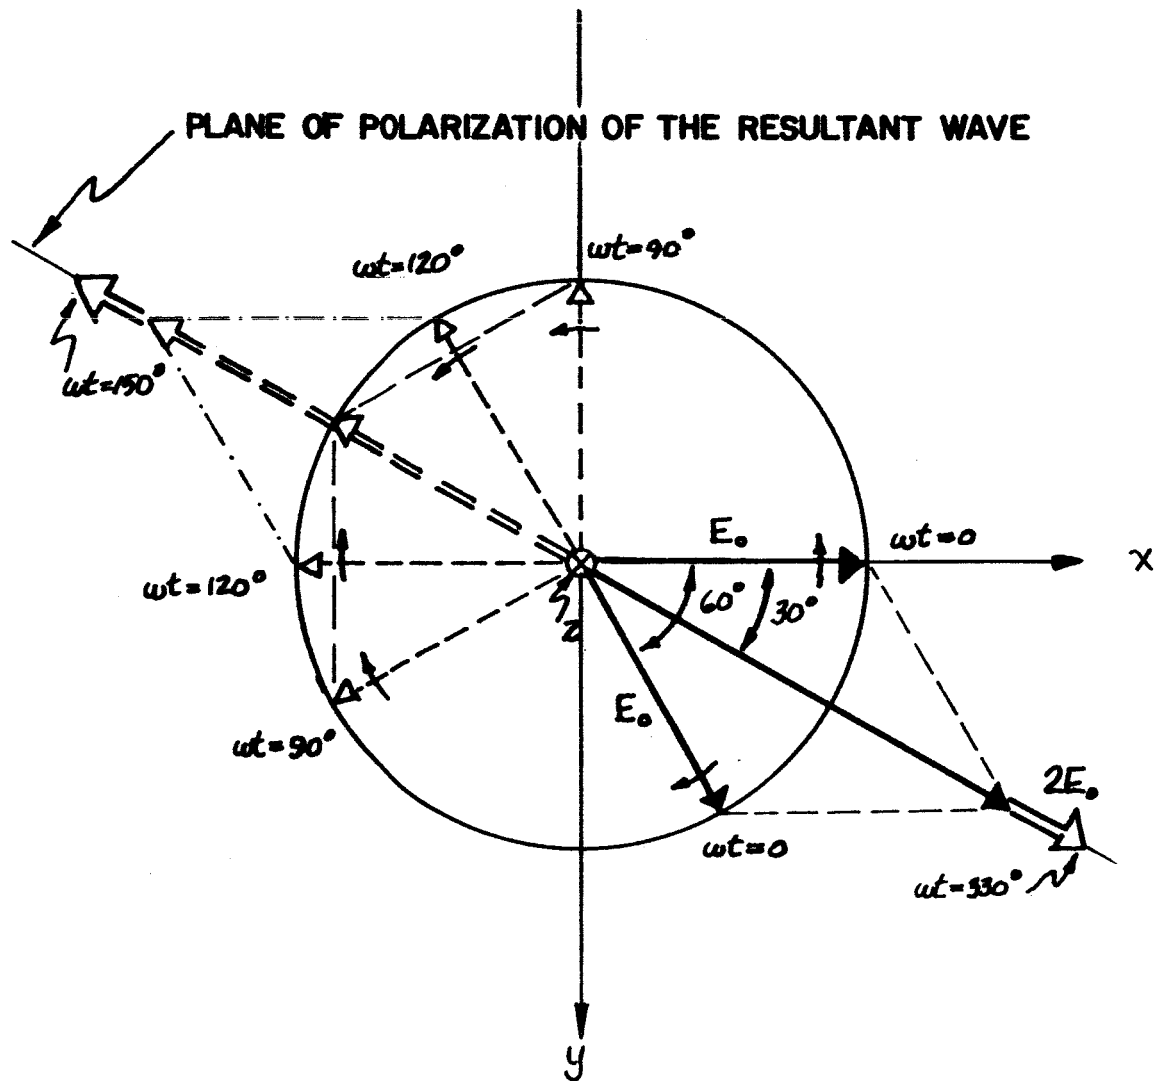 PLANE OF POLARIZATION OF THE RESULTANT WAVE
ωt=120°
ωt=90°
ωt=150°
E₀
ωt=0
x
ωt=120°
60°
30°
z
E₀
ωt=90°
2E₀
ωt=0
ωt=330°
y